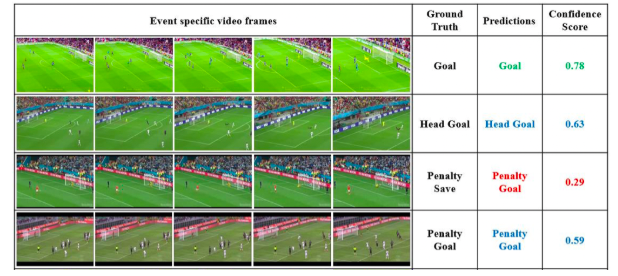 Event specific video frames
Ground
Truth
Predictions
Confidence
Score
Goal
Goal
0.78
Head Goal
Head Goal
0.63
Penalty
Save
Penalty
Goal
0.29
Penalty
Goal
Penalty
Goal
0.59